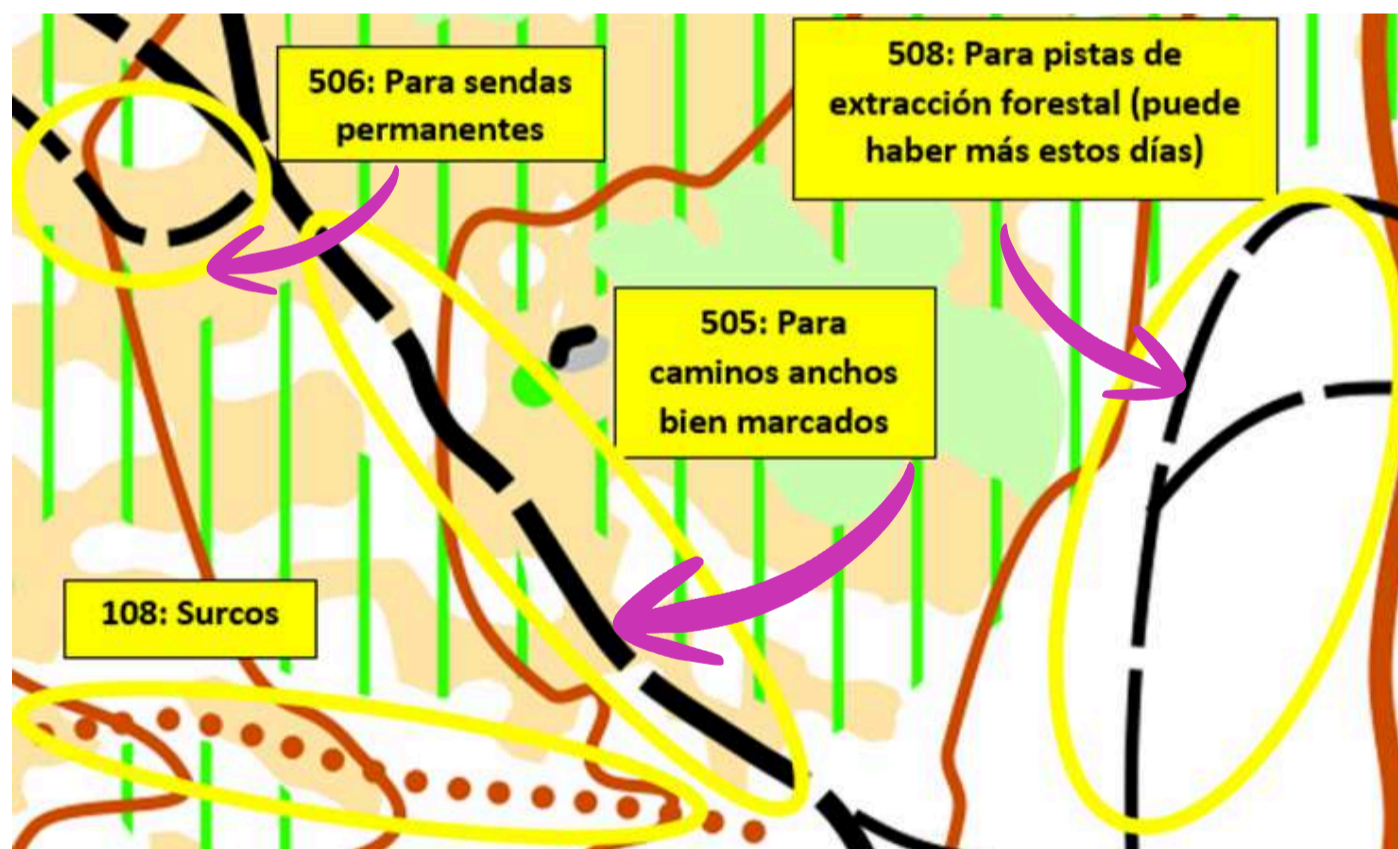 506: Para sendas
permanentes
508: Para pistas de
extracción forestal (puede
haber más estos días)
505: Para
caminos anchos
bien marcados
108: Surcos